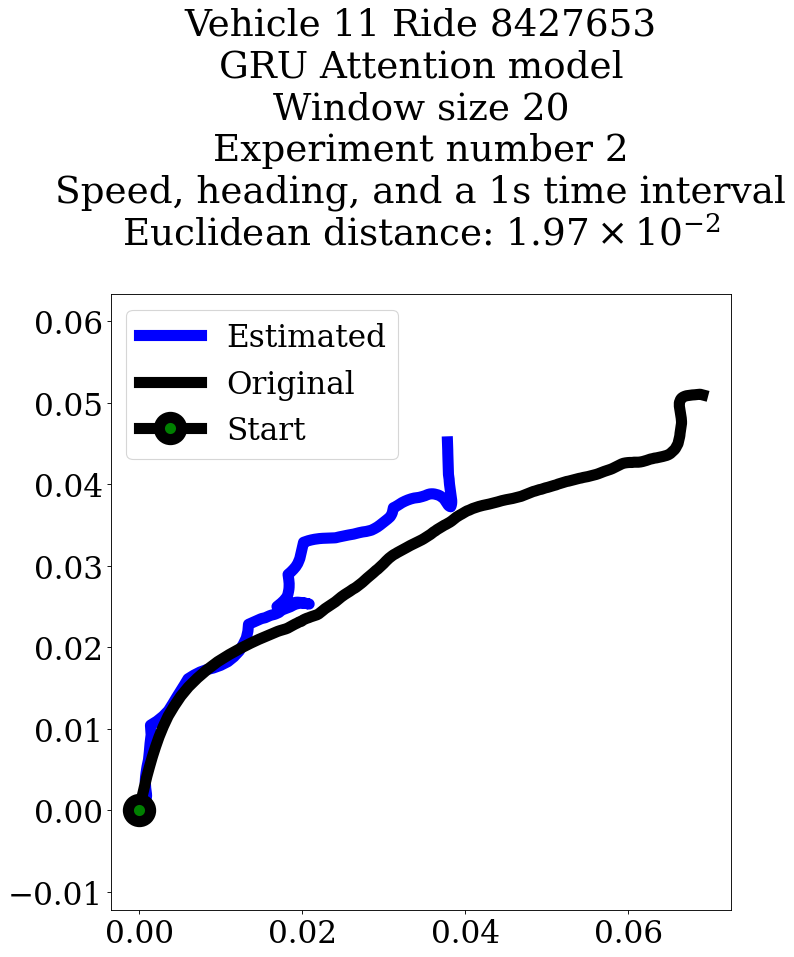 Vehicle 11 Ride 8427653
GRU Attention model
Window size 20
Experiment number 2
Speed, heading, and a 1s time interval
Euclidean distance: 1.97 × 10⁻²
0.06
0.05
0.04
0.03
0.02
0.01
0.00
−0.01
Estimated
Original
Start
0.00 0.02 0.04 0.06